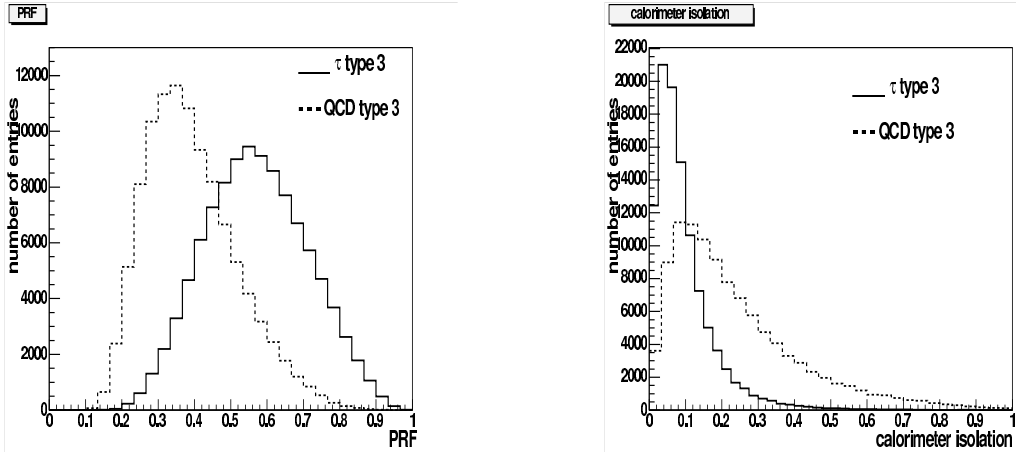 PRF
number of entries
12000
10000
8000
6000
4000
2000
0
τ type 3
QCD type 3
0 0.1 0.2 0.3 0.4 0.5 0.6 0.7 0.8 0.9 1
PRF
calorimeter isolation
number of entries
22000
20000
18000
16000
14000
12000
10000
8000
6000
4000
2000
0
τ type 3
QCD type 3
0 0.1 0.2 0.3 0.4 0.5 0.6 0.7 0.8 0.9 1
calorimeter isolation